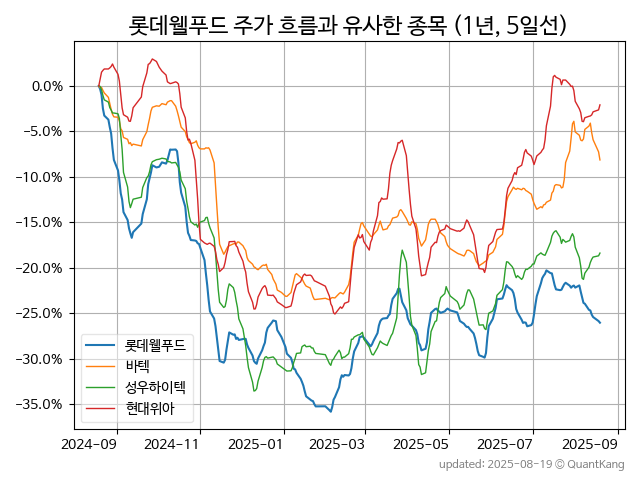 롯데웰푸드 주가 흐름과 유사한 종목 (1년, 5일선)
0.0%
−5.0%
−10.0%
−15.0%
−20.0%
−25.0%
−30.0%
−35.0%
롯데웰푸드
바텍
성우하이텍
현대위아
2024-09 2024-11 2025-01 2025-03 2025-05 2025-07 2025-09
updated: 2025-08-19 © QuantKang